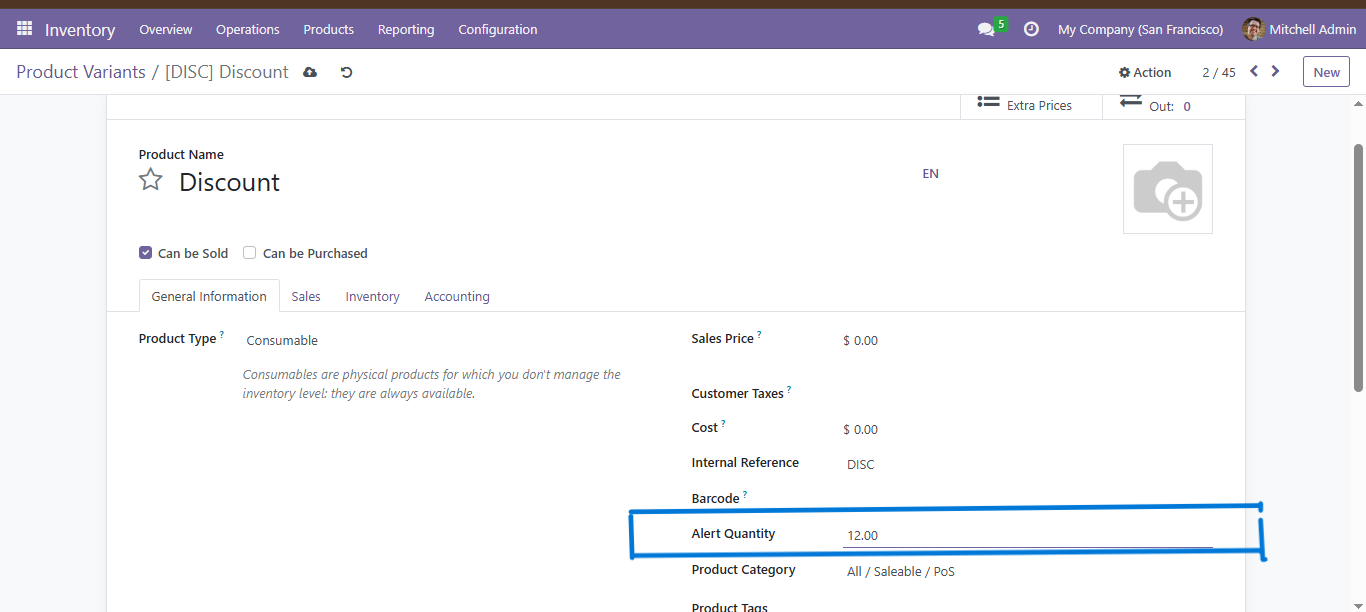 Inventory Overview Operations Products Reporting Configuration 5 My Company (San Francisco) Mitchell Admin
Product Variants / [DISC] Discount Action 2 / 45 New
Extra Prices Out: 0
Product Name
Discount EN
Can be Sold Can be Purchased
General Information Sales Inventory Accounting
Product Type ? Consumable Sales Price ? $ 0.00
Consumables are physical products for which you don't manage the
inventory level: they are always available.
Customer Taxes ?
Cost ? $ 0.00
Internal Reference DISC
Barcode ?
Alert Quantity 12.00
Product Category All / Saleable / PoS
Product Tags